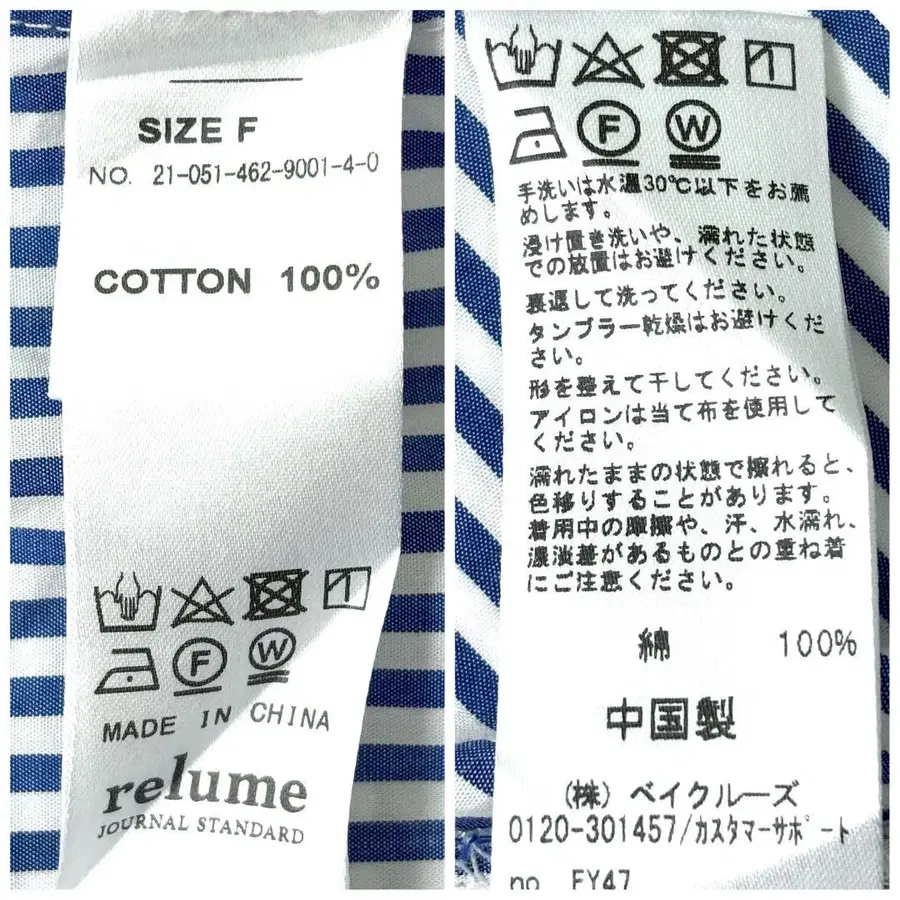 SIZE F
NO. 21-051-462-9001-4-0
COTTON 100%
F W
MADE IN CHINA
relume
JOURNAL STANDARD
F W
手洗いは水温30℃以下をお薦
めします。
浸け置き洗いや、濡れた状態
での放置はお避けください。
裏返して洗ってください。
タンブラー乾燥はお避けくだ
さい。
形を整えて干してください。
アイロンは当て布を使用して
ください。
濡れたままの状態で擦れると、
色移りすることがあります。
着用中の摩擦や、汗、水濡れ、
濃淡差があるものとの重ね着
にご注意ください。
綿 100%
中国製
(株) ベイクルーズ
0120-301457/カスタマーサポート
no. FY47